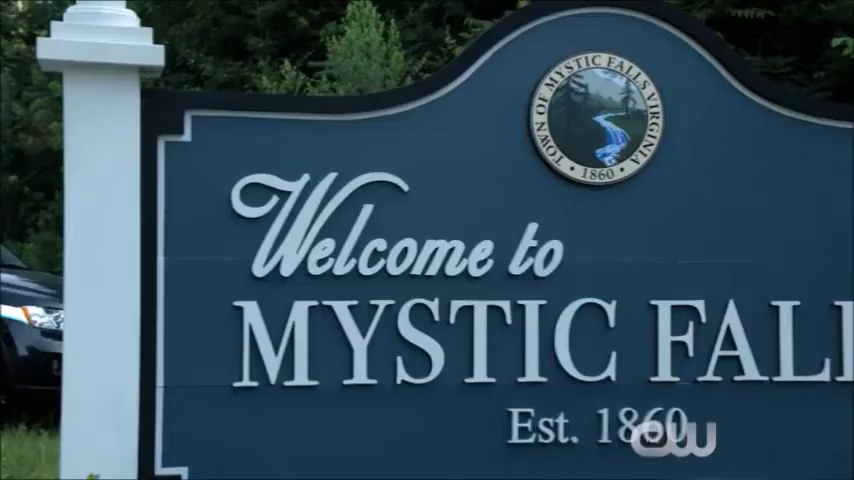 TOWN OF MYSTIC FALLS VIRGINIA
• 1860 •
Welcome to
MYSTIC FALL
Est. 1860
CW